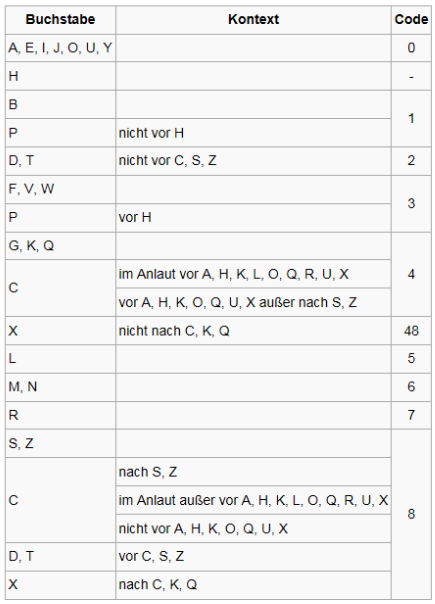 Buchstabe Kontext Code
A, E, I, J, O, U, Y 0
H -
B 1
P nicht vor H
D, T nicht vor C, S, Z 2
F, V, W 3
P vor H
G, K, Q 4
C im Anlaut vor A, H, K, L, O, Q, R, U, X
vor A, H, K, O, Q, U, X außer nach S, Z
X nicht nach C, K, Q 48
L 5
M, N 6
R 7
S, Z 8
C nach S, Z
im Anlaut außer vor A, H, K, L, O, Q, R, U, X
nicht vor A, H, K, O, Q, U, X
D, T vor C, S, Z
X nach C, K, Q